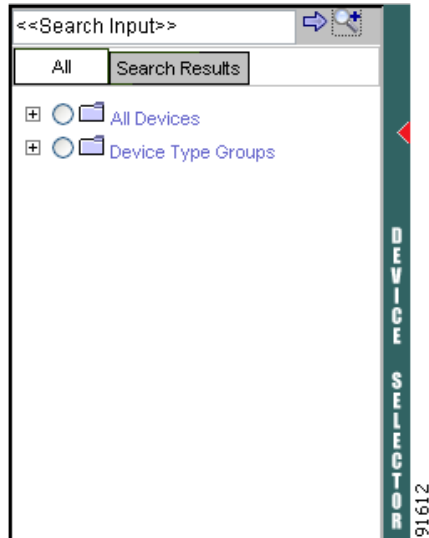 <<Search Input>>
All
Search Results
All Devices
Device Type Groups
DEVICE SELECTOR
91612